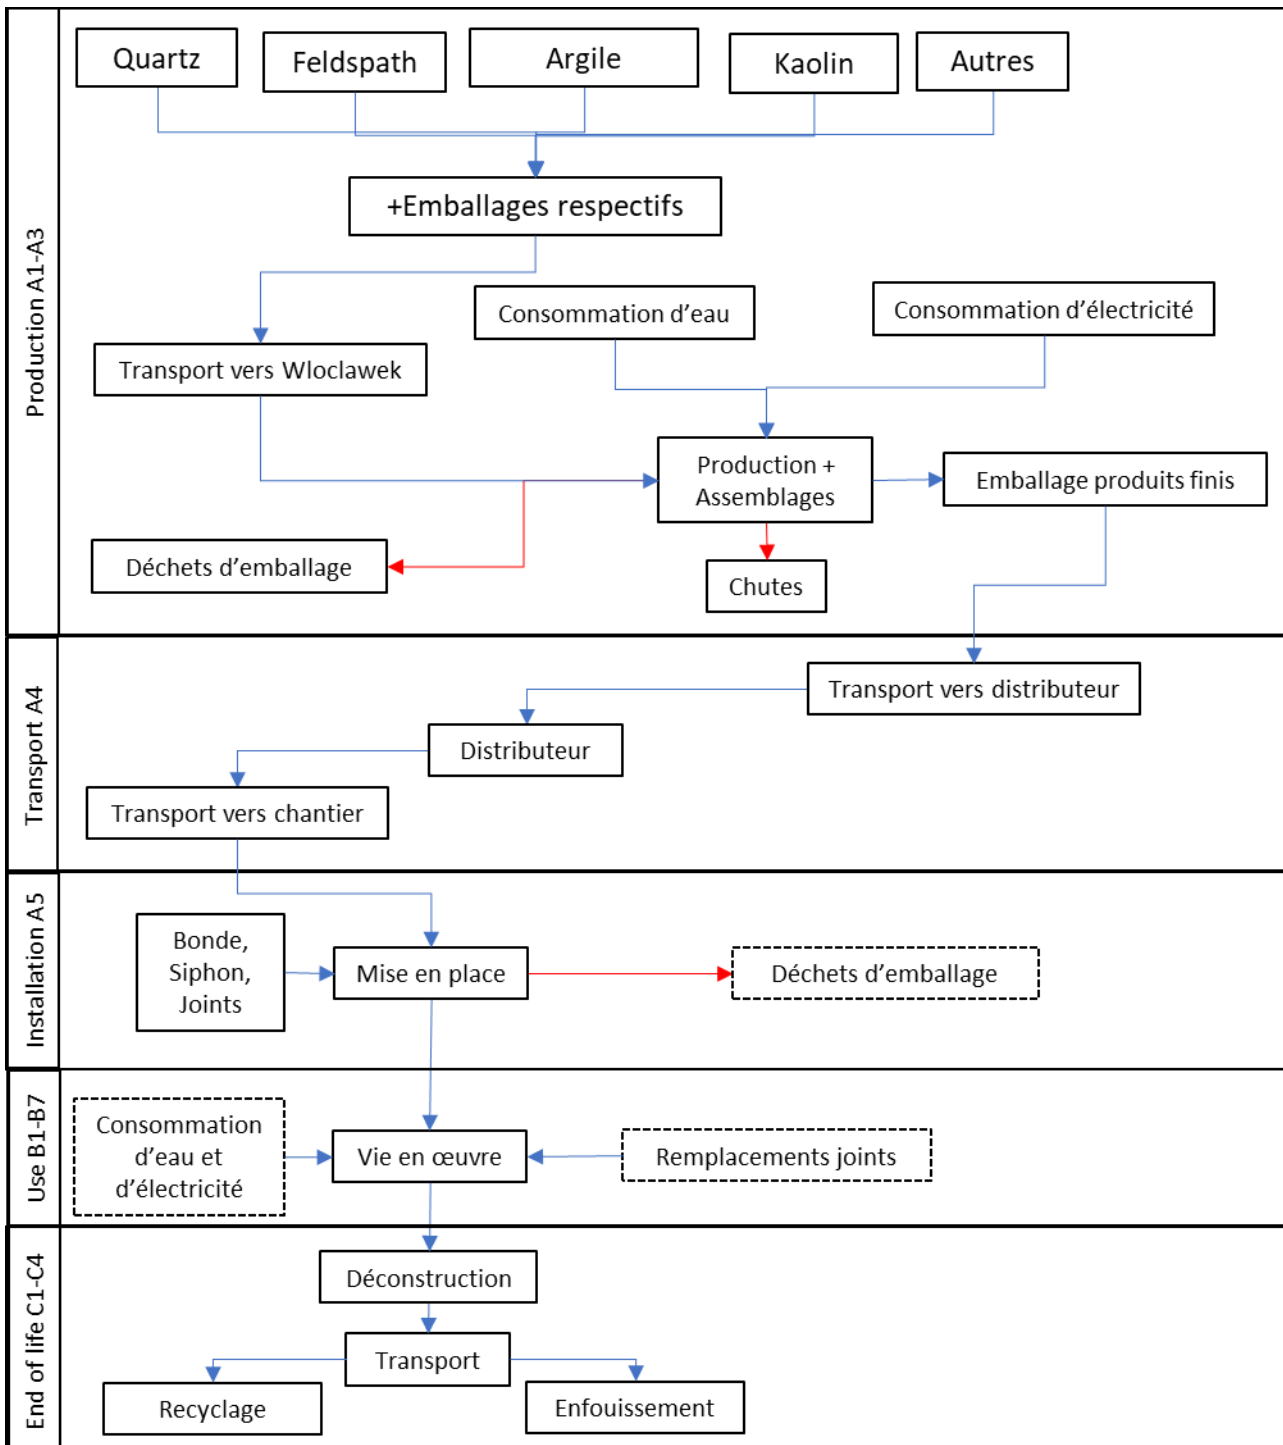 Production A1-A3
Quartz
Feldspath
Argile
Kaolin
Autres
+Emballages respectifs
Consommation d'eau
Consommation d'électricité
Transport vers Wloclawek
Production +
Assemblages
Emballage produits finis
Déchets d'emballage
Chutes
Transport A4
Transport vers distributeur
Distributeur
Transport vers chantier
Installation A5
Bonde,
Siphon,
Joints
Mise en place
Déchets d'emballage
Use B1-B7
Consommation
d'eau et
d'électricité
Vie en œuvre
Remplacements joints
End of life C1-C4
Déconstruction
Transport
Recyclage
Enfouissement